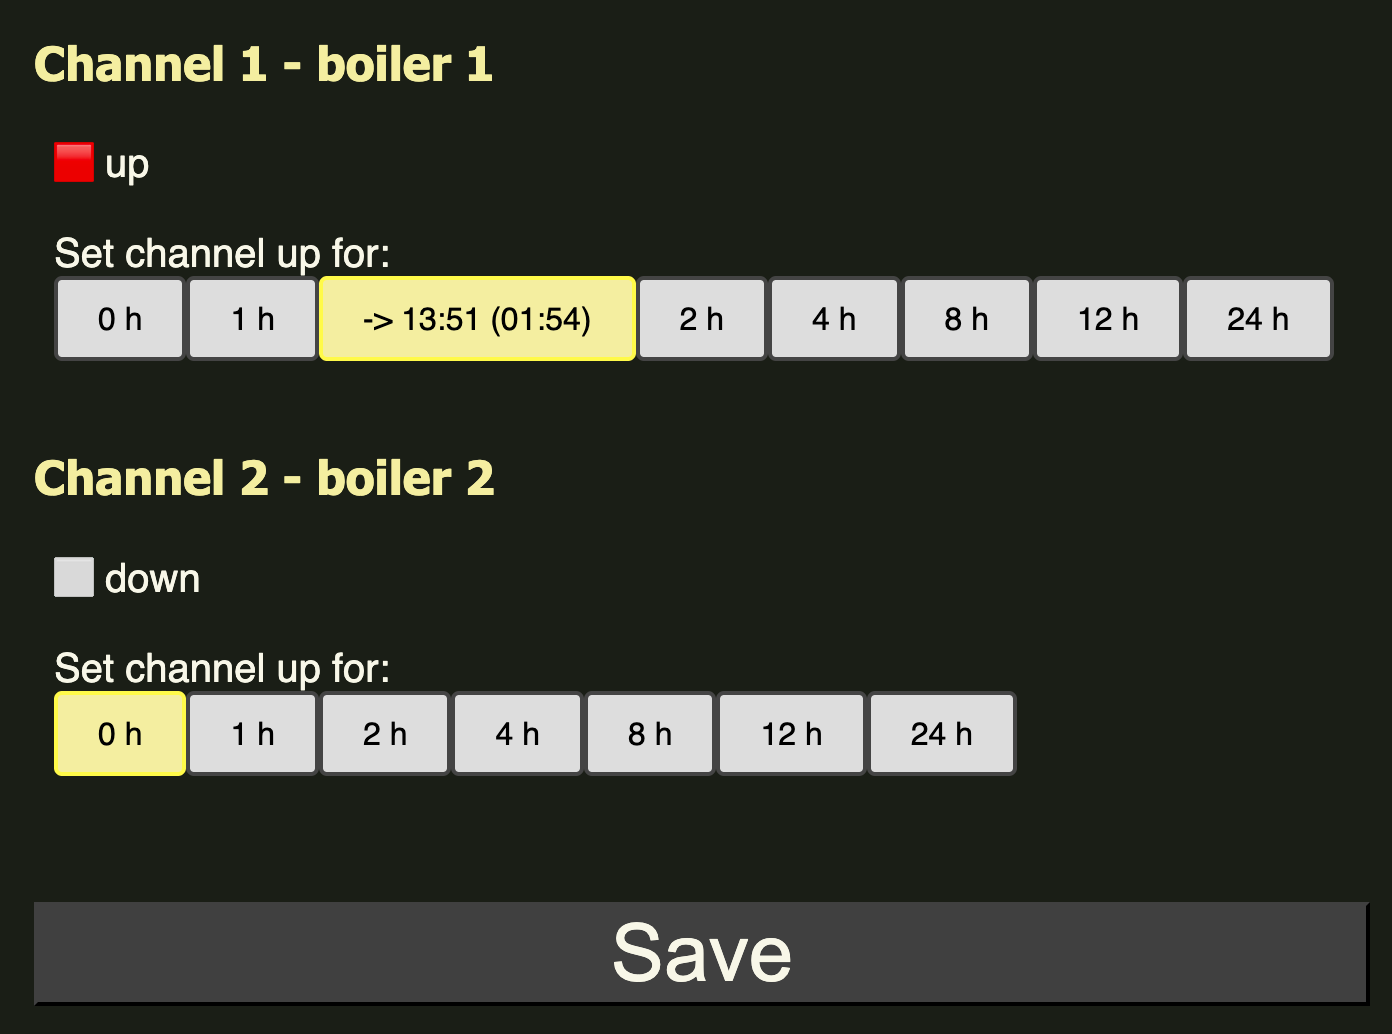 Channel 1 - boiler 1
up
Set channel up for:
0 h 1 h -> 13:51 (01:54) 2 h 4 h 8 h 12 h 24 h
Channel 2 - boiler 2
down
Set channel up for:
0 h 1 h 2 h 4 h 8 h 12 h 24 h
Save